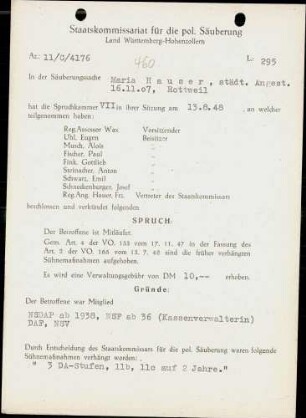 Staatskommissariat für die pol. Säuberung
Land Württemberg-Hohenzollern
Az: 11/O/4176
460
L: 295
In der Säuberungssache Maria Hauser, städt. Angest.
16.11.07, Rottweil
hat die Spruchkammer VII in ihrer Sitzung am 13.8.48 , an welcher
teilgenommen haben:
Reg.Assessor Wax Vorsitzender
Uhl, Eugen Beisitzer
Munch, Alois "
Fischer, Paul "
Fink, Gottlieb "
Steinacher, Anton "
Schwarz, Emil "
Schnekenburger, Josef "
Reg.Ang. Hauser, Frz. Vertreter des Staatskommissars
beschlossen und verkündet folgenden
SPRUCH:
Der Betroffene ist Mitläufer.
Gem. Art. 4 der VO. 133 vom 17. 11. 47 in der Fassung des
Art. 2 der VO. 165 vom 13. 7. 48 sind die früher verhängten
Sühnemaßnahmen aufgehoben.
Es wird eine Verwaltungsgebühr von DM 10,-- erhoben.
Gründe:
Der Betroffene war Mitglied
NSDAP ab 1938, NSF ab 36 (Kassenverwalterin)
DAF, NSV
Durch Entscheidung des Staatskommissars für die pol. Säuberung waren folgende
Sühnemaßnahmen verhängt worden:
" 3 DA-Stufen, 11b, 11c auf 2 Jahre."